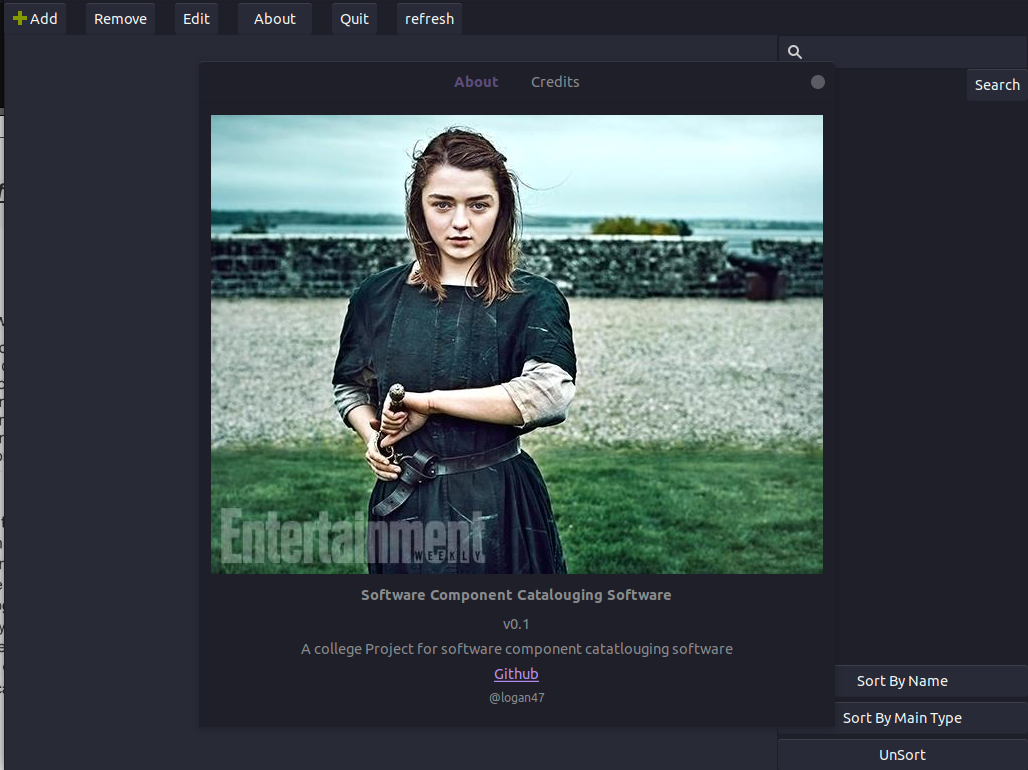 Add Remove Edit About Quit refresh
About Credits
Search
Entertainment
WEEKLY
Software Component Catalouging Software
v0.1
A college Project for software component catatlouging software
Github
@logan47
Sort By Name
Sort By Main Type
UnSort